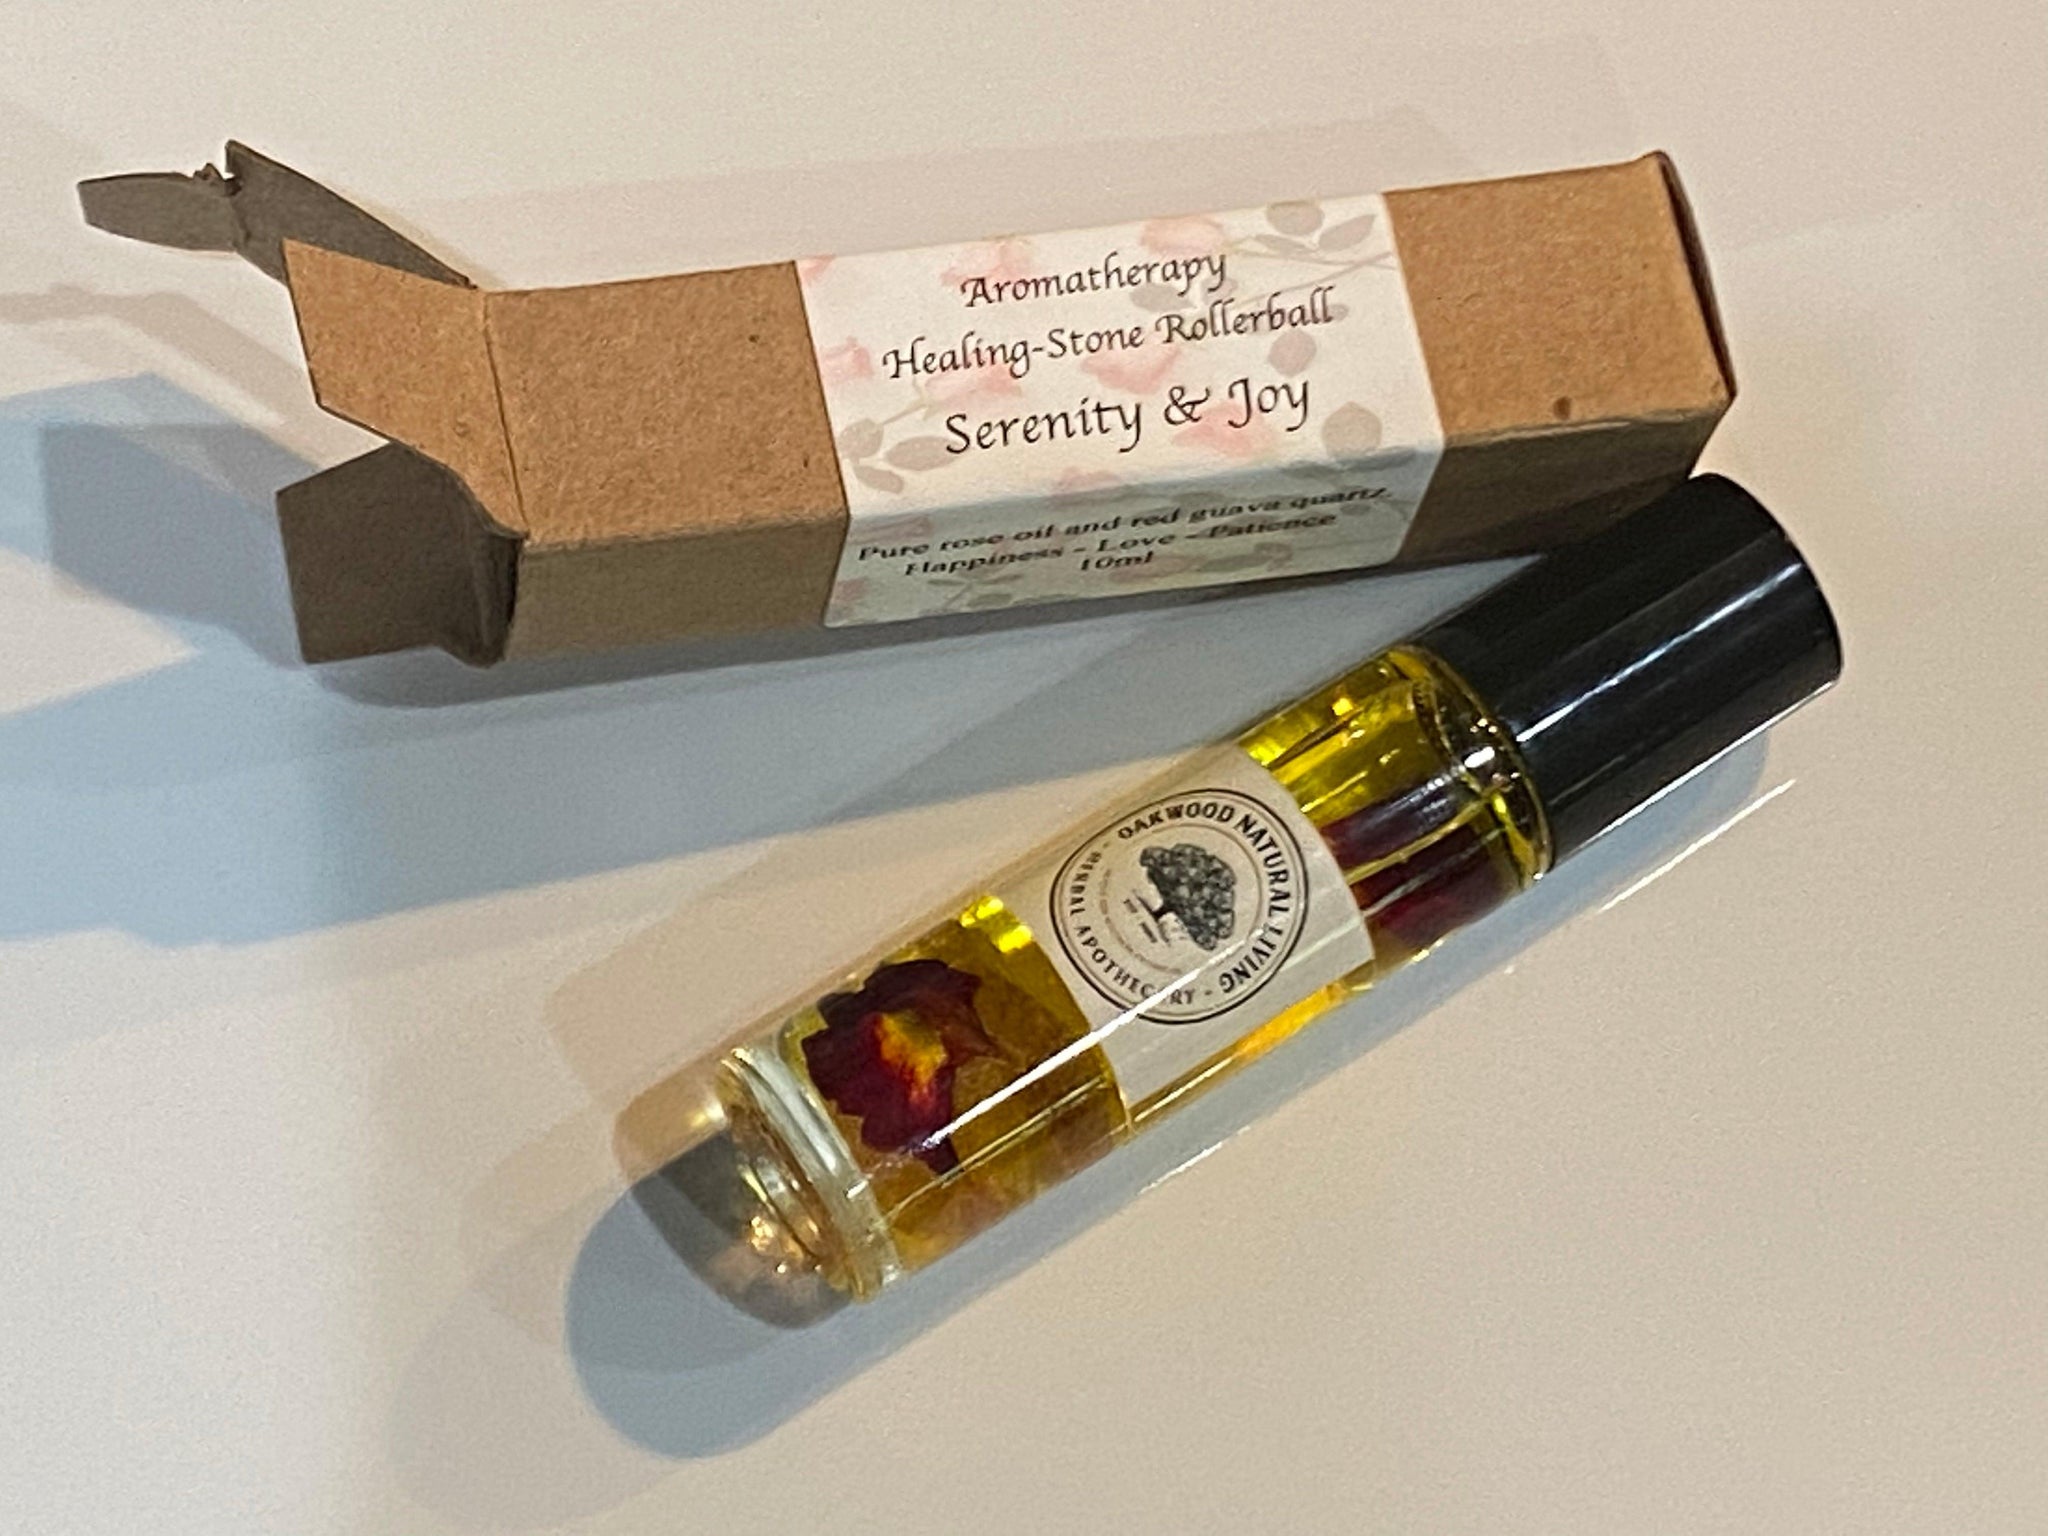 Aromatherapy
Healing-Stone Rollerball
Serenity & Joy
Pure rose oil and red guava quartz.
Happiness - Love - Patience
10ml
OAKWOOD NATURAL LIVING
- HERBAL APOTHECARY -